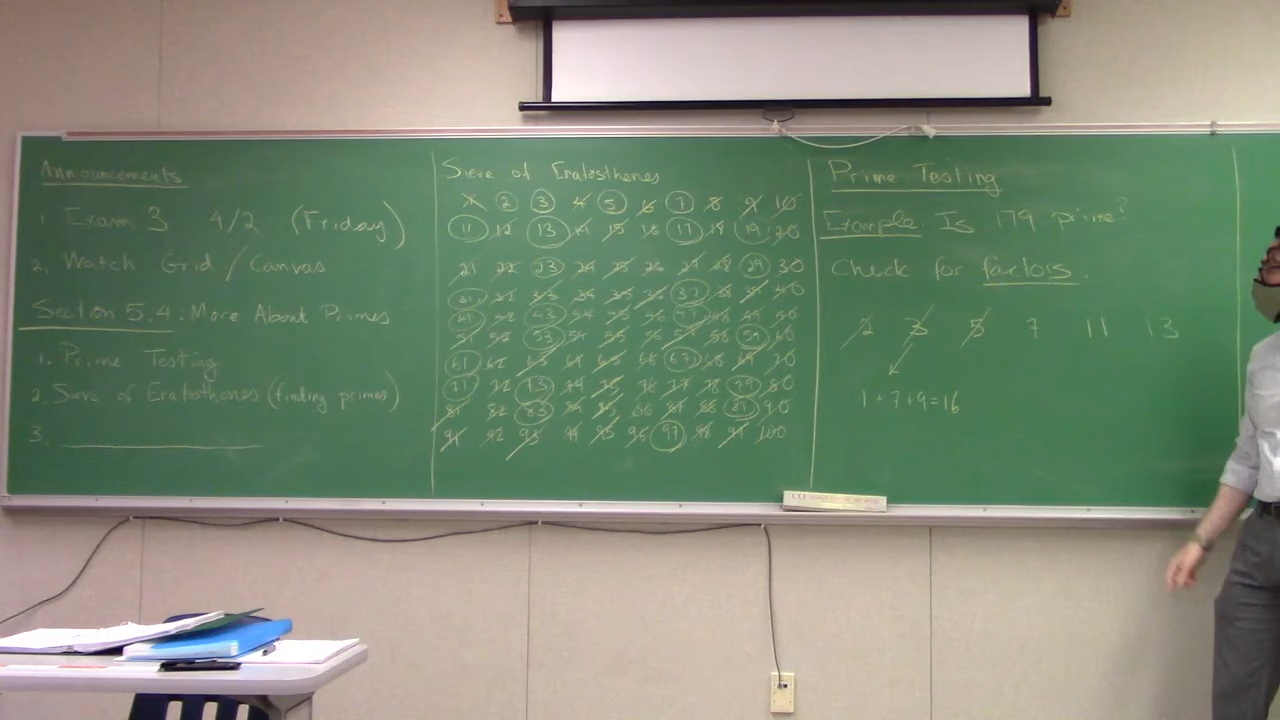 Announcements
1. Exam 3 4/2 (Friday)
2. Watch Grid / Canvas
Section 5.4: More About Primes
1. Prime Testing
2. Sieve of Eratosthenes (finding primes)
3.
Sieve of Eratosthenes
2 3 4 5 6 7 8 9 10
11 12 13 14 15 16 17 18 19 20
21 22 23 24 25 26 27 28 29 30
31 32 33 34 35 36 37 38 39 40
41 42 43 44 45 46 47 48 49 50
51 52 53 54 55 56 57 58 59 60
61 62 63 64 65 66 67 68 69 70
71 72 73 74 75 76 77 78 79 80
81 82 83 84 85 86 87 88 89 90
91 92 93 94 95 96 97 98 99 100
Prime Testing
Example: Is 179 prime?
Check for factors.
2 3 5 7 11 13
1+7+9=16